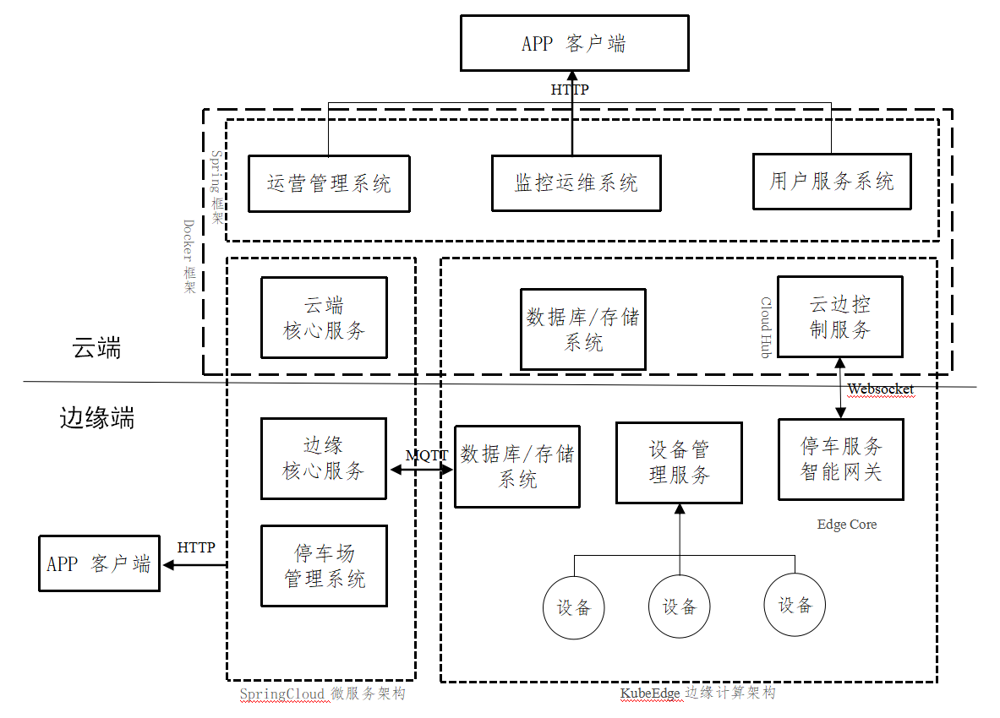 APP 客户端
HTTP
Spring 框架
运营管理系统
监控运维系统
用户服务系统
Docker 框架
云端
核心服务
数据库/存储
系统
Cloud Hub
云边控
制服务
云端
Websocket
边缘端
边缘
核心服务
MQTT
数据库/存储
系统
设备管
理服务
停车服务
智能网关
Edge Core
APP 客户端
HTTP
停车场
管理系统
设备
设备
设备
SpringCloud 微服务架构
KubeEdge 边缘计算架构